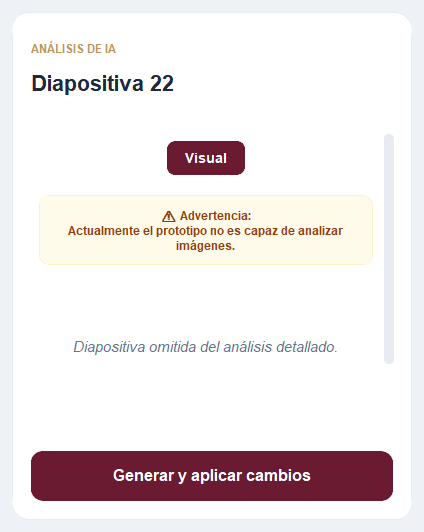 ANÁLISIS DE IA
Diapositiva 22
Visual
⚠ Advertencia:
Actualmente el prototipo no es capaz de analizar
imágenes.
Diapositiva omitida del análisis detallado.
Generar y aplicar cambios